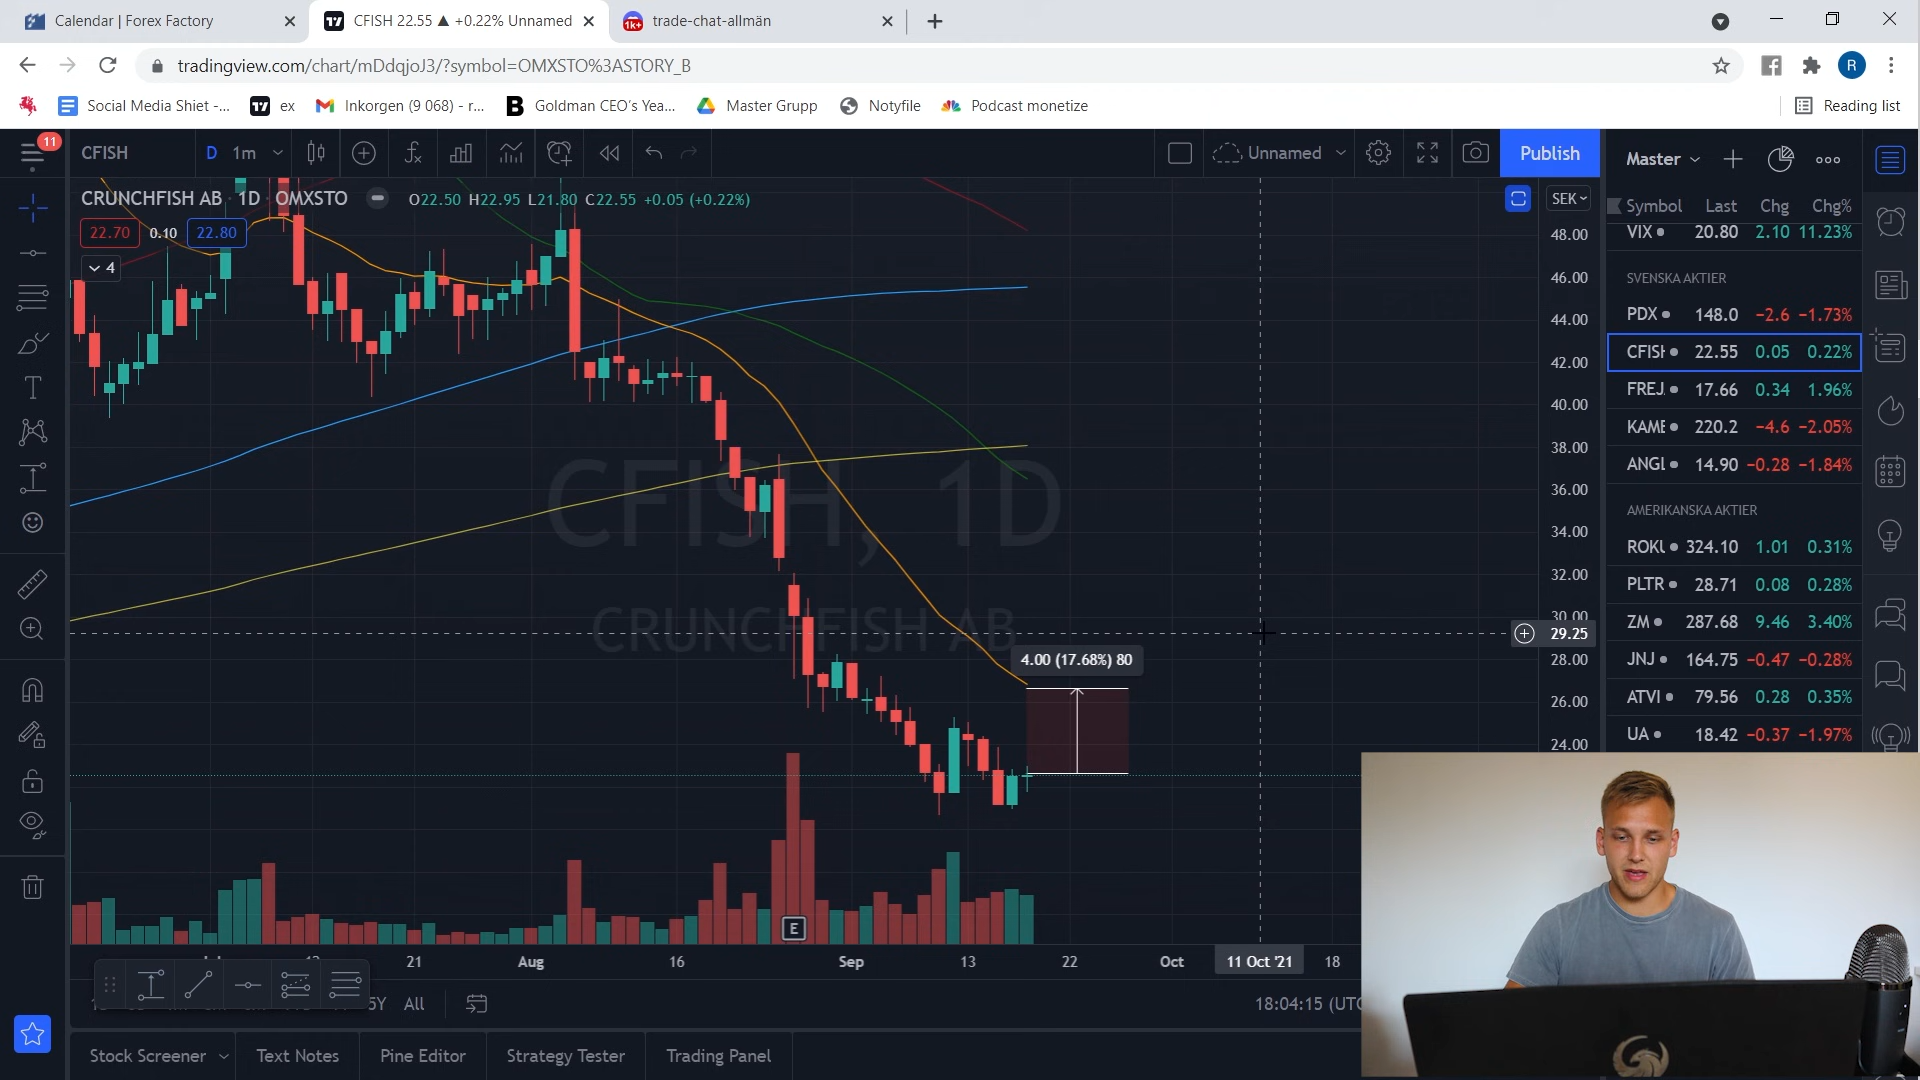 Calendar | Forex Factory
CFISH 22.55 ▲ +0.22% Unnamed
1k+
trade-chat-allmän
tradingview.com/chart/mDdqjoJ3/?symbol=OMXSTO%3ASTORY_B
R
Social Media Shiet -...
ex
Inkorgen (9 068) - r...
B
Goldman CEO's Yea...
Master Grupp
Notyfile
Podcast monetize
Reading list
11
CFISH
D
1m
Unnamed
Publish
Master
CRUNCHFISH AB · 1D · OMXSTO
O22.50 H22.95 L21.80 C22.55 +0.05 (+0.22%)
SEK
22.70
0.10
22.80
4
CFISH, 1D
CRUNCHFISH AB
4.00 (17.68%) 80
48.00
46.00
44.00
42.00
40.00
38.00
36.00
34.00
32.00
30.00
29.25
28.00
26.00
24.00
E
21
Aug
16
Sep
13
22
Oct
11 Oct '21
18
5Y
All
18:04:15 (UTC
Symbol Last Chg Chg%
VIX 20.80 2.10 11.23%
SVENSKA AKTIER
PDX 148.0 −2.6 −1.73%
CFISH 22.55 0.05 0.22%
FREJ. 17.66 0.34 1.96%
KAME 220.2 −4.6 −2.05%
ANGL 14.90 −0.28 −1.84%
AMERIKANSKA AKTIER
ROKU 324.10 1.01 0.31%
PLTR 28.71 0.08 0.28%
ZM 287.68 9.46 3.40%
JNJ 164.75 −0.47 −0.28%
ATVI 79.56 0.28 0.35%
UA 18.42 −0.37 −1.97%
Stock Screener
Text Notes
Pine Editor
Strategy Tester
Trading Panel